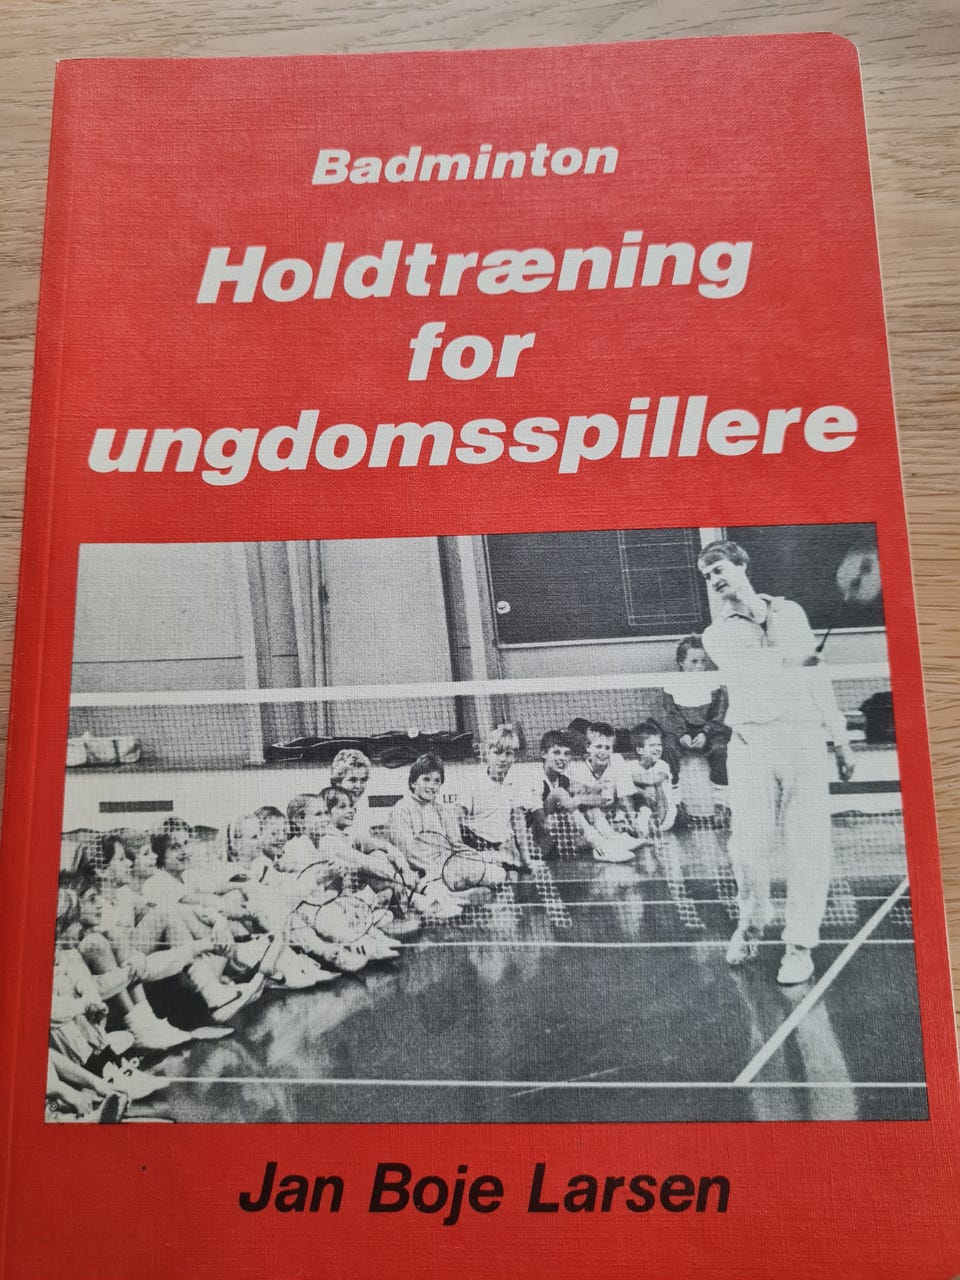 Badminton
Holdtræning
for
ungdomsspillere
Jan Boje Larsen